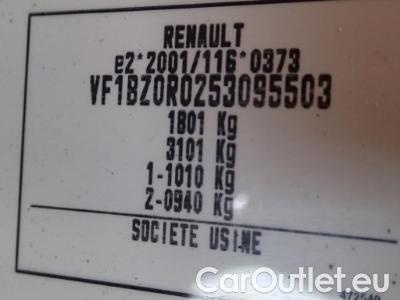 RENAULT
e2*2001/116*0373
VF1BZ0R0253095503
1801 Kg
3101 Kg
1-1010 Kg
2-0940 Kg
SOCIETE USINE
472549
CarOutlet.eu